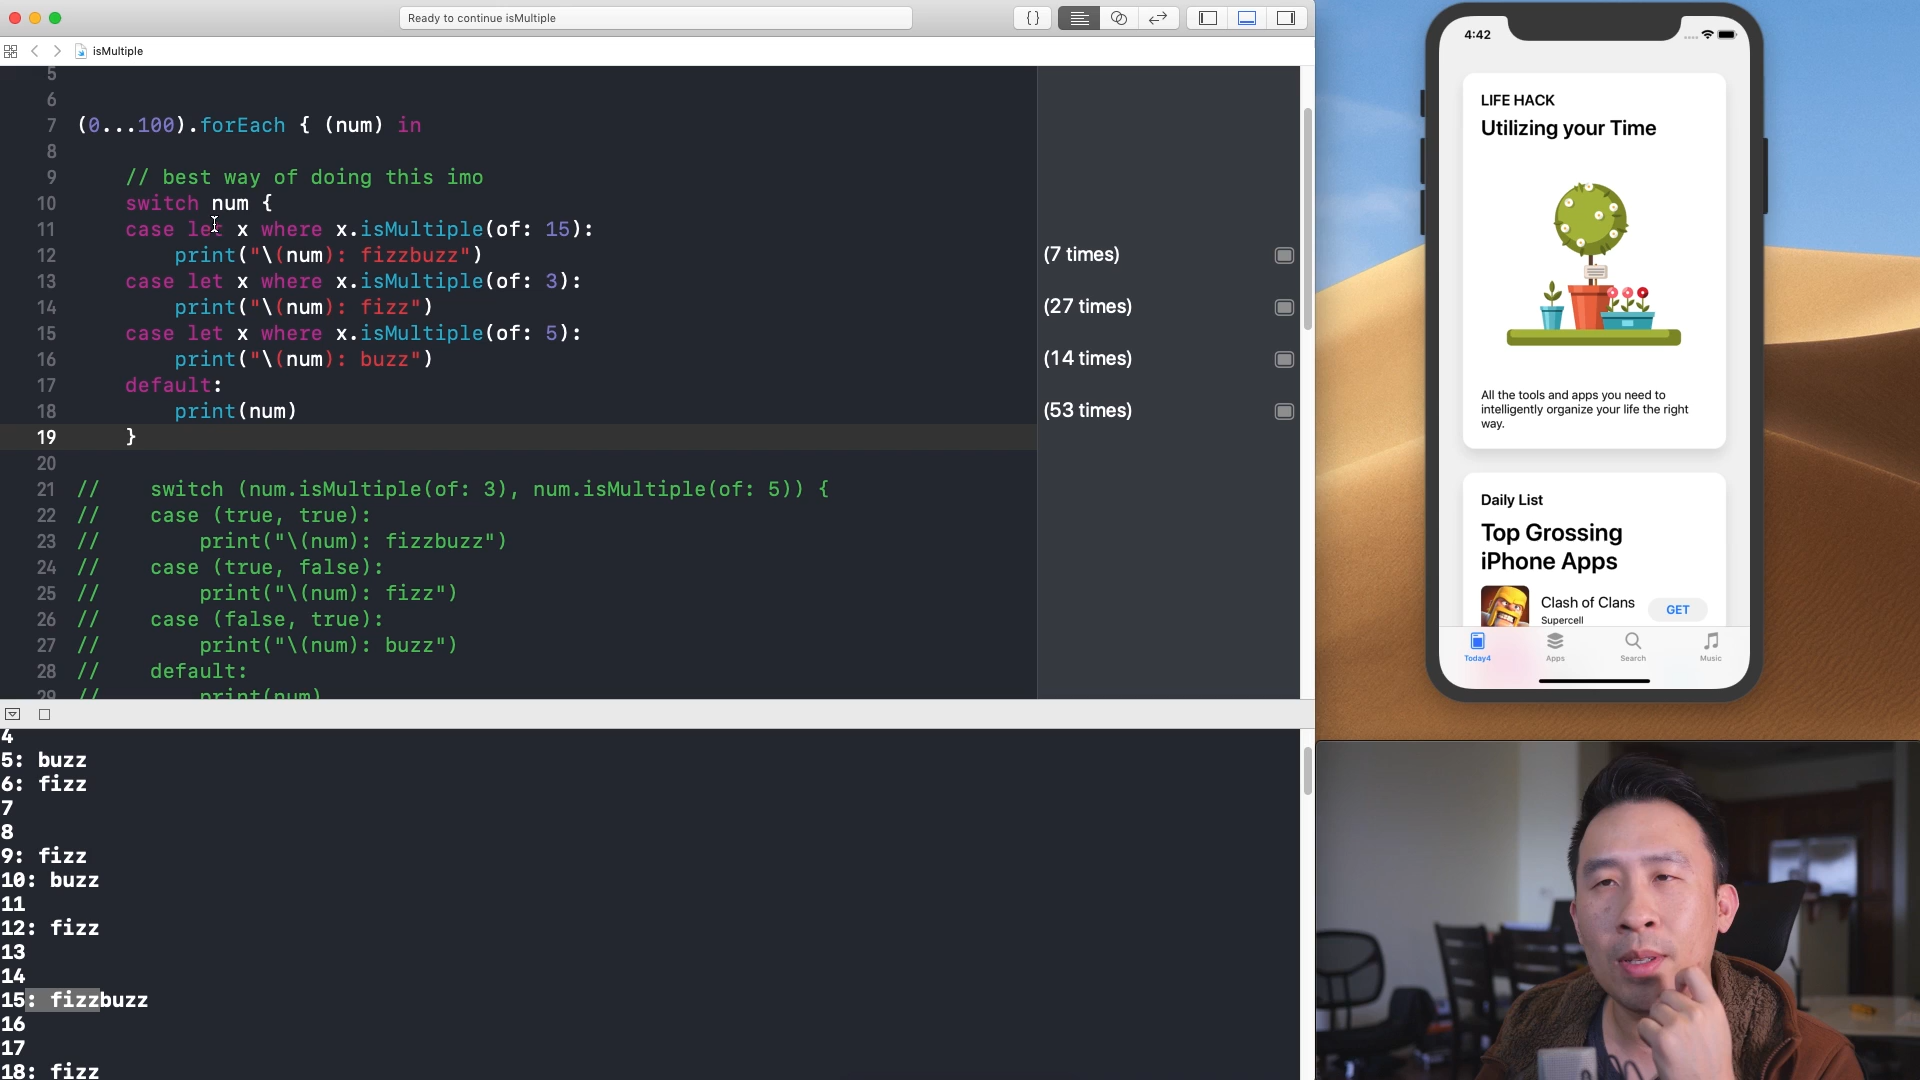 Ready to continue isMultiple
{}
isMultiple
5
6
7 (0...100).forEach { (num) in
8
9 // best way of doing this imo
10 switch num {
11 case let x where x.isMultiple(of: 15):
12 print("\(num): fizzbuzz")
(7 times)
13 case let x where x.isMultiple(of: 3):
14 print("\(num): fizz")
(27 times)
15 case let x where x.isMultiple(of: 5):
16 print("\(num): buzz")
(14 times)
17 default:
18 print(num)
(53 times)
19 }
20
21 // switch (num.isMultiple(of: 3), num.isMultiple(of: 5)) {
22 // case (true, true):
23 // print("\(num): fizzbuzz")
24 // case (true, false):
25 // print("\(num): fizz")
26 // case (false, true):
27 // print("\(num): buzz")
28 // default:
29 // print(num)
4
5: buzz
6: fizz
7
8
9: fizz
10: buzz
11
12: fizz
13
14
15: fizzbuzz
16
17
18: fizz
4:42
LIFE HACK
Utilizing your Time
All the tools and apps you need to
intelligently organize your life the right
way.
Daily List
Top Grossing
iPhone Apps
Clash of Clans
Supercell
GET
Today4
Apps
Search
Music